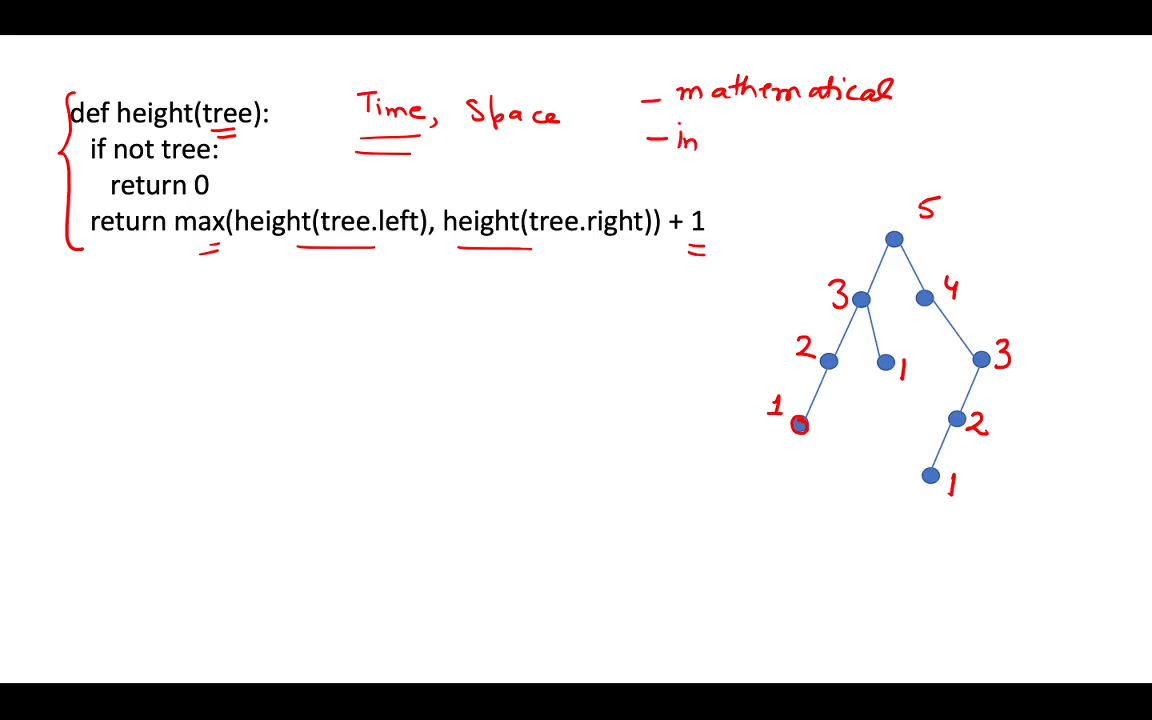 def height(tree):
if not tree:
return 0
return max(height(tree.left), height(tree.right)) + 1
Time, Space
- mathematical
- in
5
3
4
2
1
3
1
2
1